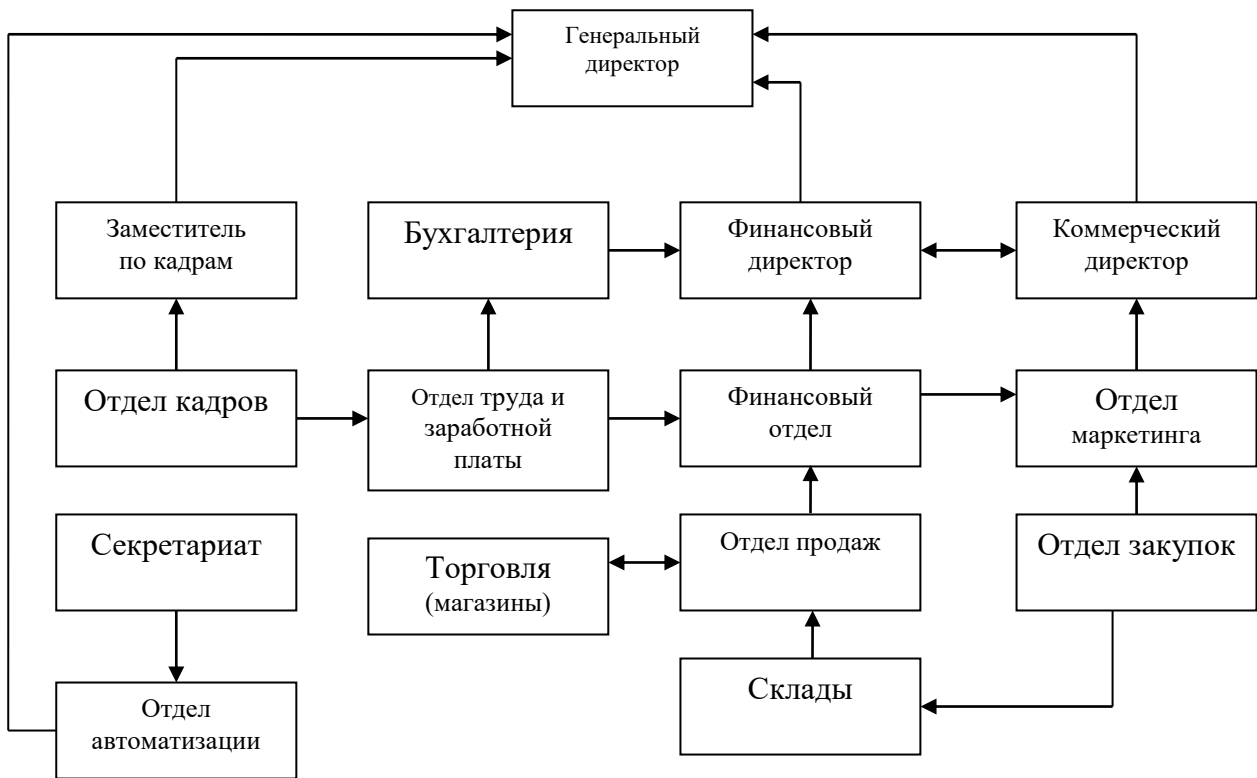 Генеральный
директор
Заместитель
по кадрам
Бухгалтерия
Финансовый
директор
Коммерческий
директор
Отдел кадров
Отдел труда и
заработной
платы
Финансовый
отдел
Отдел
маркетинга
Секретариат
Торговля
(магазины)
Отдел продаж
Отдел закупок
Отдел
автоматизации
Склады